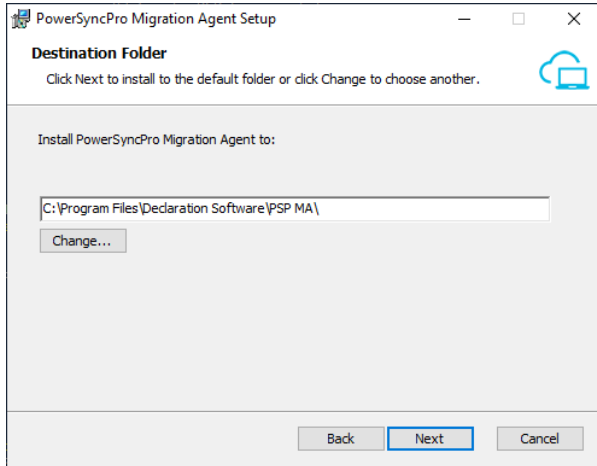 PowerSyncPro Migration Agent Setup
Destination Folder
Click Next to install to the default folder or click Change to choose another.
Install PowerSyncPro Migration Agent to:
C:\Program Files\Declaration Software\PSP MA\
Change...
Back Next Cancel